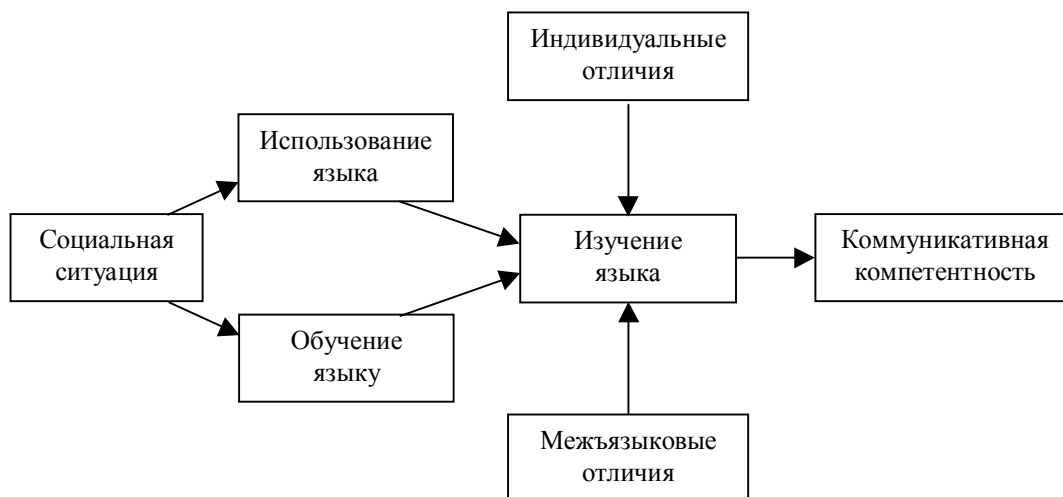 Индивидуальные
отличия
Использование
языка
Социальная
ситуация
Изучение
языка
Коммуникативная
компетентность
Обучение
языку
Межъязыковые
отличия